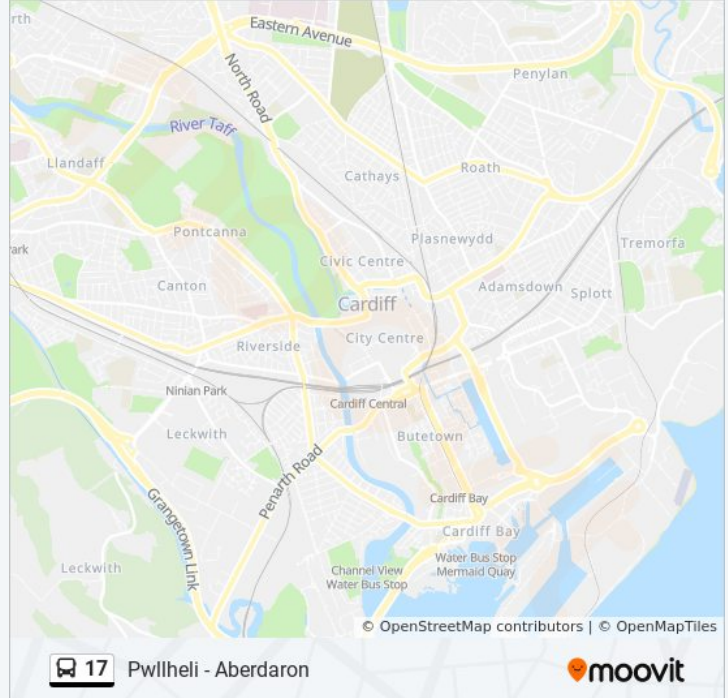 rth
Eastern Avenue
North Road
Penylan
River Taff
Llandaff
Cathays
Roath
Pontcanna
Plasnewydd
Tremorfa
ark
Civic Centre
Canton
Adamsdown
Splott
Cardiff
City Centre
Riverside
Ninian Park
Cardiff Central
Leckwith
Butetown
Penarth Road
Grangetown Link
Cardiff Bay
Cardiff Bay
Water Bus Stop
Mermaid Quay
Leckwith
Channel View
Water Bus Stop
© OpenStreetMap contributors | © OpenMapTiles
17 Pwllheli - Aberdaron
moovit